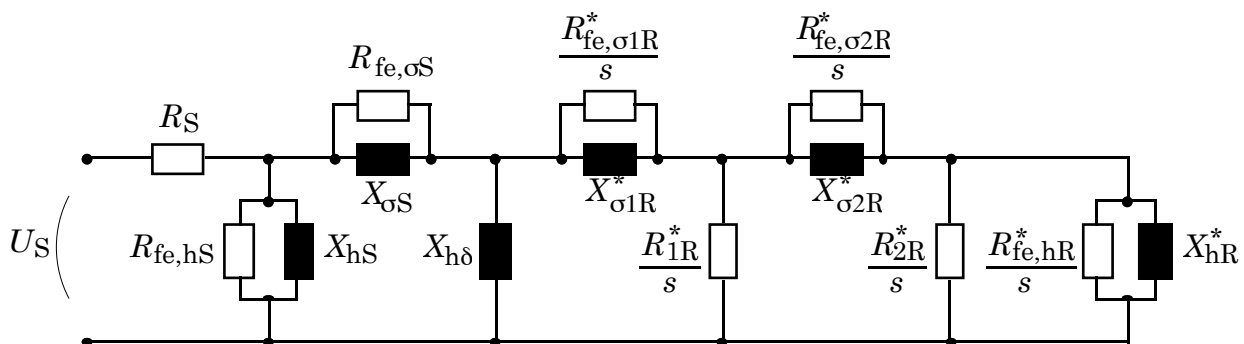 R_S
R_fe,σS
R*_fe,σ1R
s
R*_fe,σ2R
s
X_σS
X*_σ1R
X*_σ2R
U_S
R_fe,hS
X_hS
X_hδ
R*_1R
s
R*_2R
s
R*_fe,hR
s
X*_hR